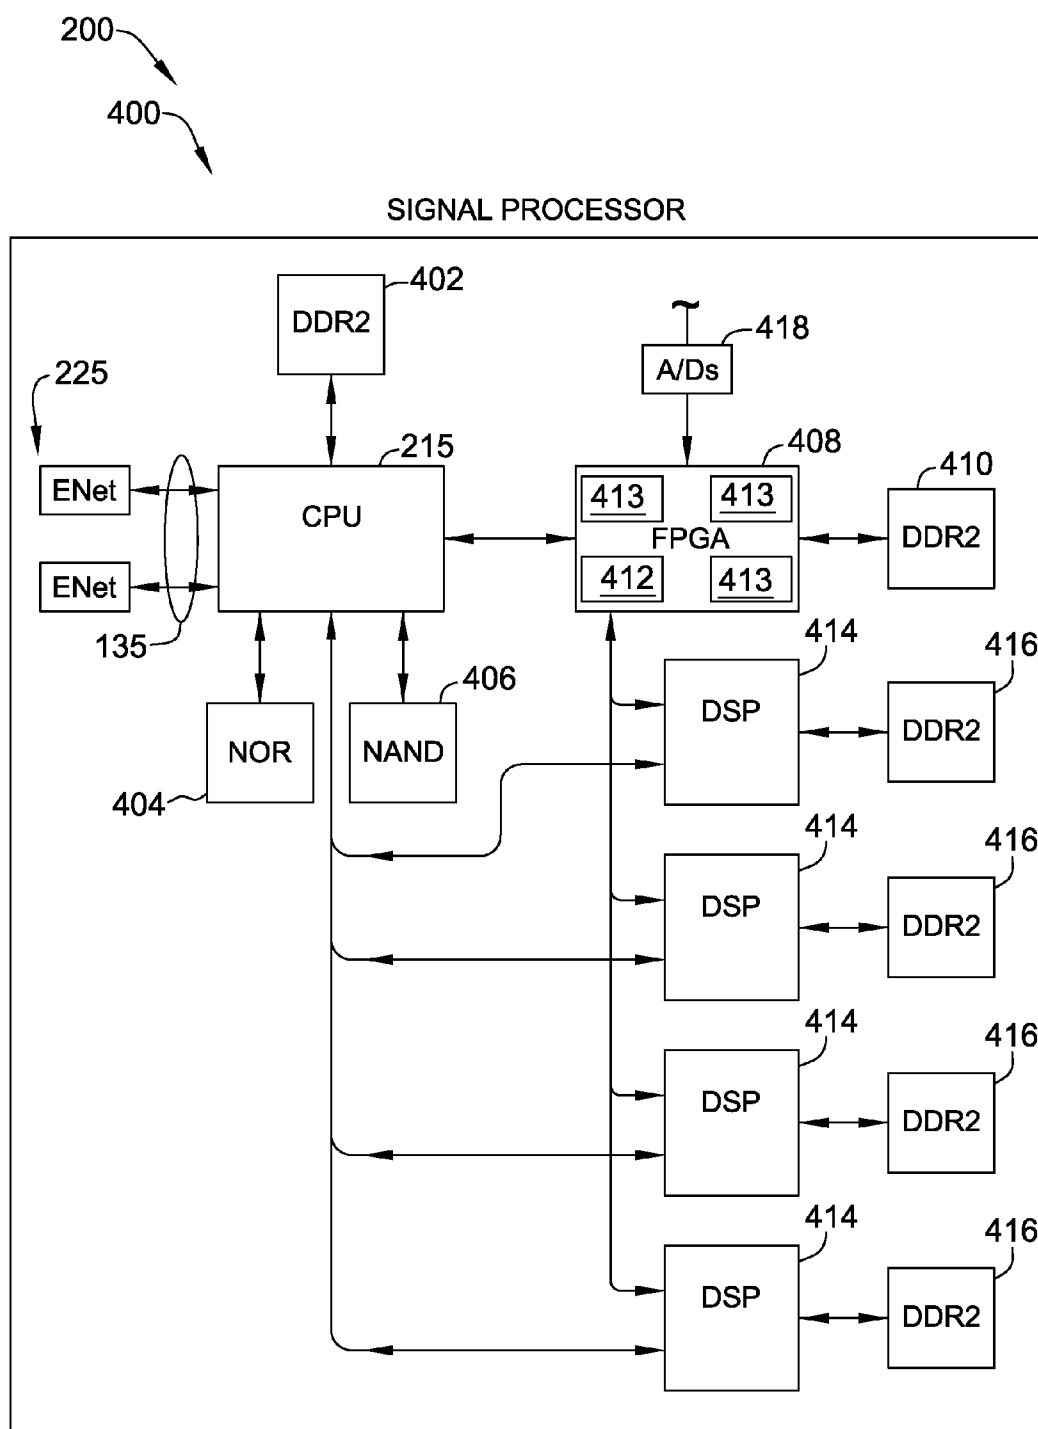 200
400
SIGNAL PROCESSOR
402
DDR2
418
A/Ds
225
215
408
410
ENet
CPU
413
413
FPGA
DDR2
ENet
412
413
135
414
416
406
DSP
DDR2
NOR
NAND
404
414
416
DSP
DDR2
414
416
DSP
DDR2
414
416
DSP
DDR2